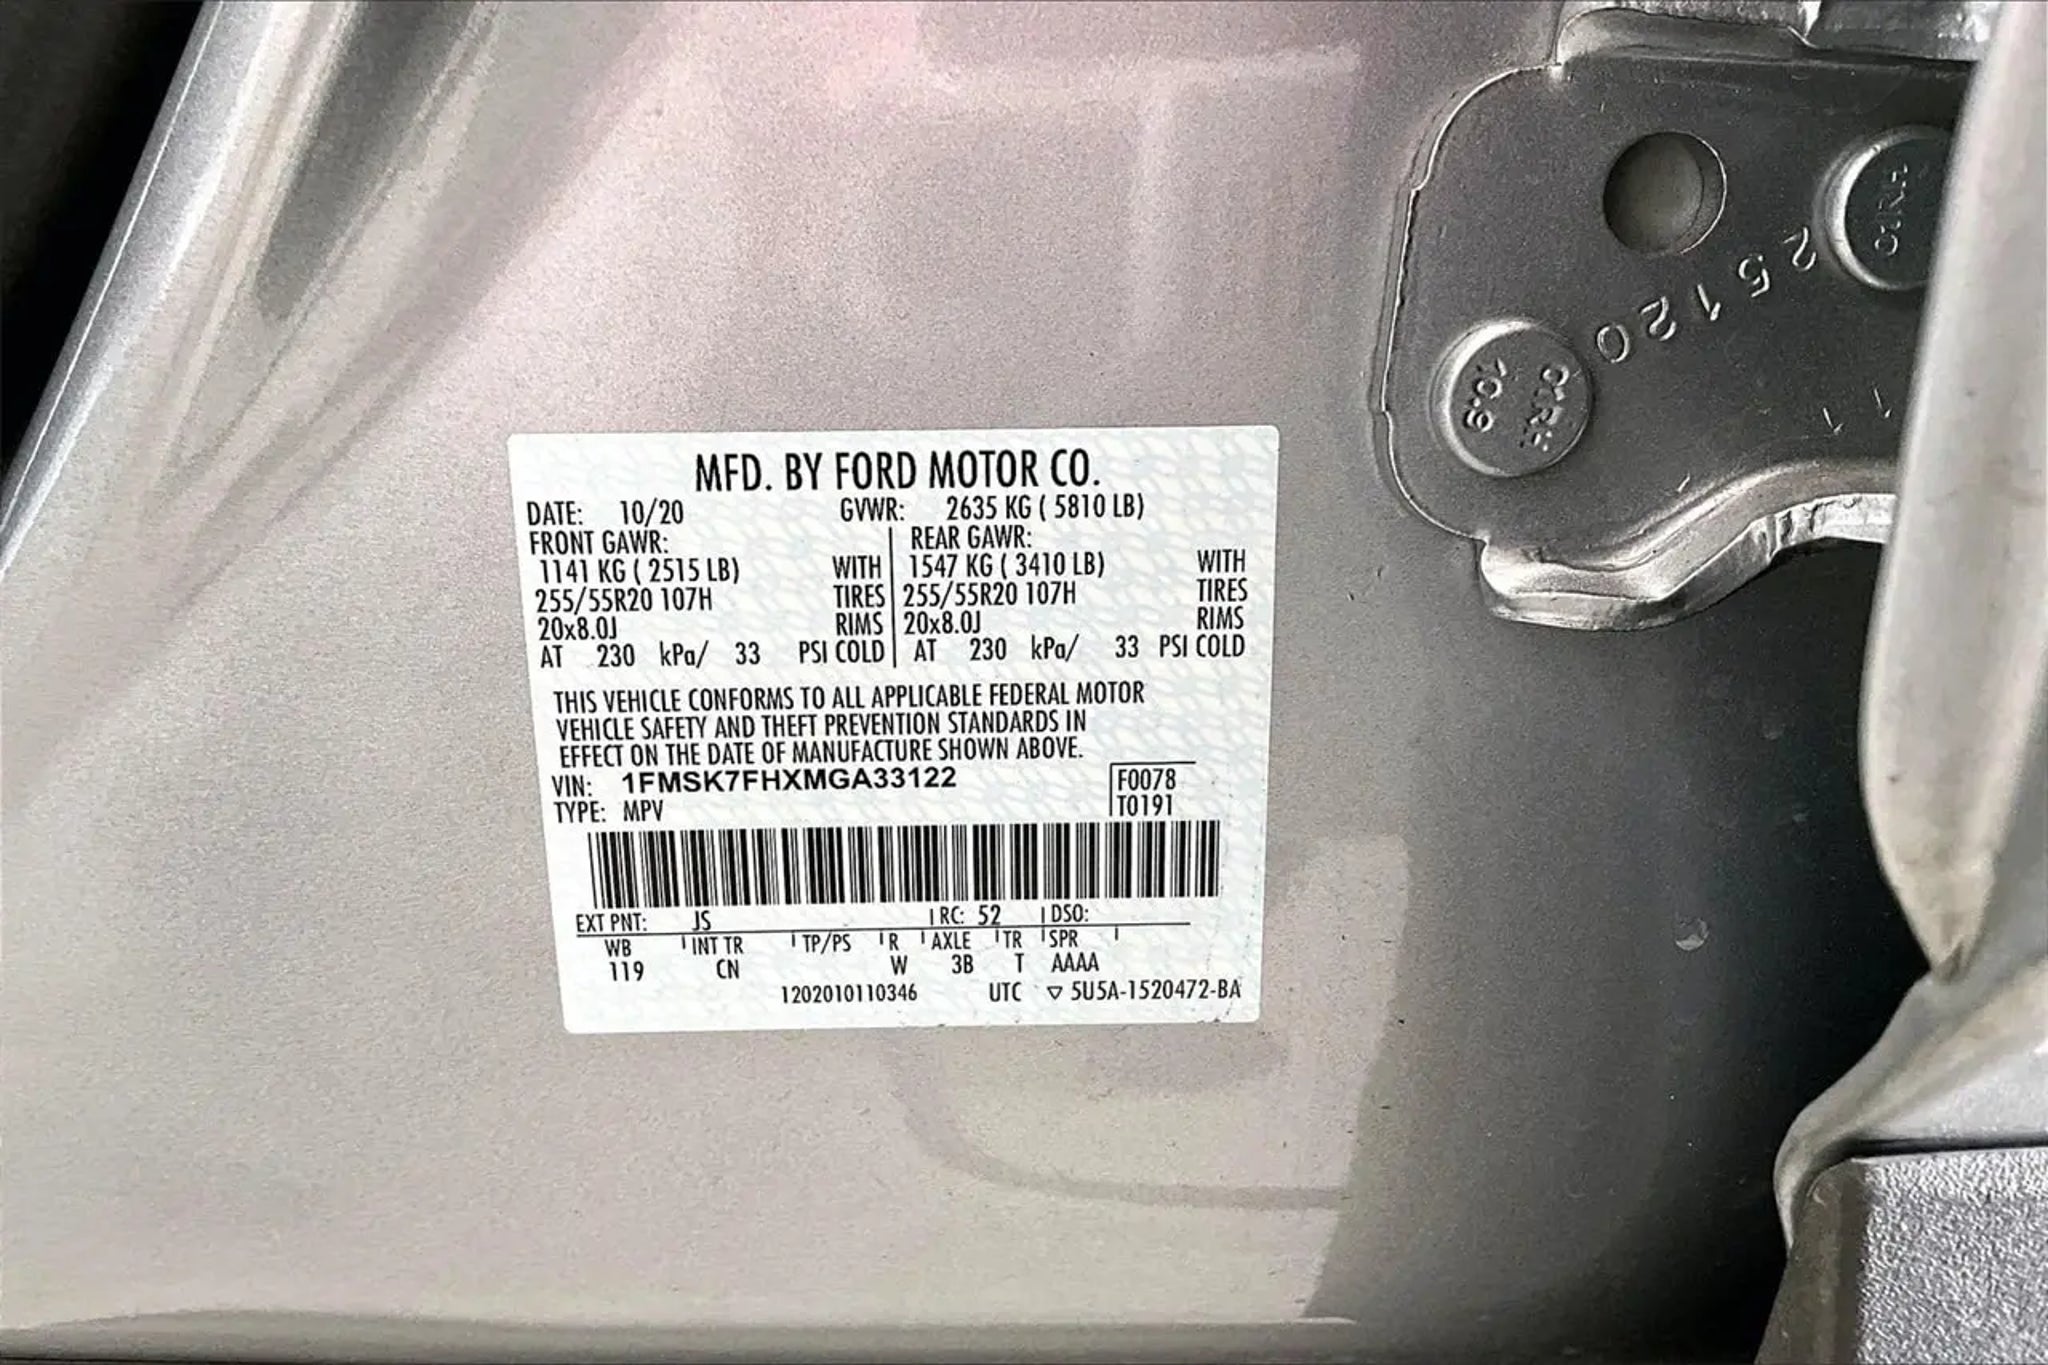 MFD. BY FORD MOTOR CO.
DATE: 10/20 GVWR: 2635 KG ( 5810 LB)
FRONT GAWR: REAR GAWR:
1141 KG ( 2515 LB) WITH 1547 KG ( 3410 LB) WITH
255/55R20 107H TIRES 255/55R20 107H TIRES
20x8.0J RIMS 20x8.0J RIMS
AT 230 kPa/ 33 PSI COLD AT 230 kPa/ 33 PSI COLD
THIS VEHICLE CONFORMS TO ALL APPLICABLE FEDERAL MOTOR
VEHICLE SAFETY AND THEFT PREVENTION STANDARDS IN
EFFECT ON THE DATE OF MANUFACTURE SHOWN ABOVE.
VIN: 1FMSK7FHXMGA33122 F0078
TYPE: MPV T0191
EXT PNT: JS RC: 52 DSO:
WB INT TR TP/PS R AXLE TR SPR
119 CN W 3B T AAAA
1202010110346 UTC ▽ 5U5A-1520472-BA
25120
10.9